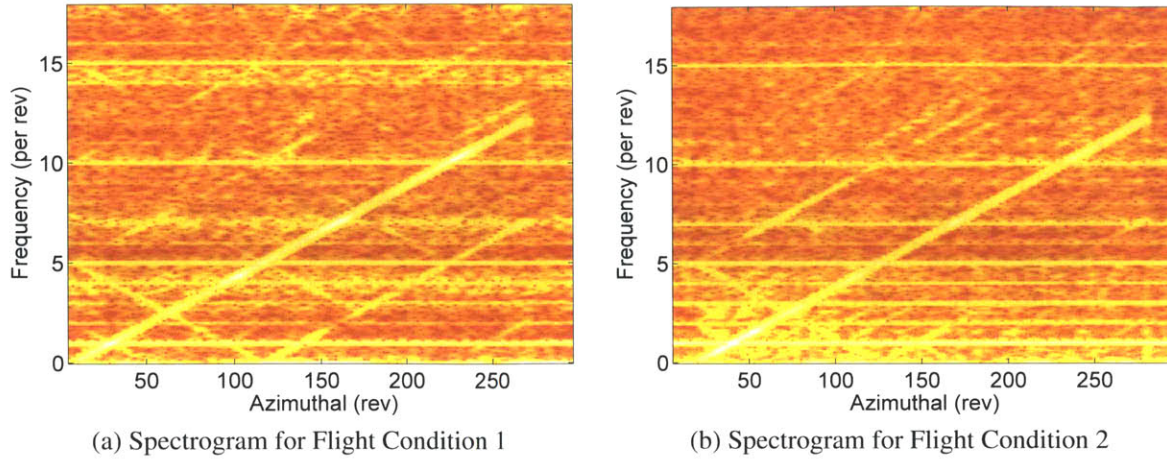 Frequency (per rev)
15
10
5
0
50 100 150 200 250
Azimuthal (rev)
(a) Spectrogram for Flight Condition 1
Frequency (per rev)
15
10
5
0
50 100 150 200 250
Azimuthal (rev)
(b) Spectrogram for Flight Condition 2